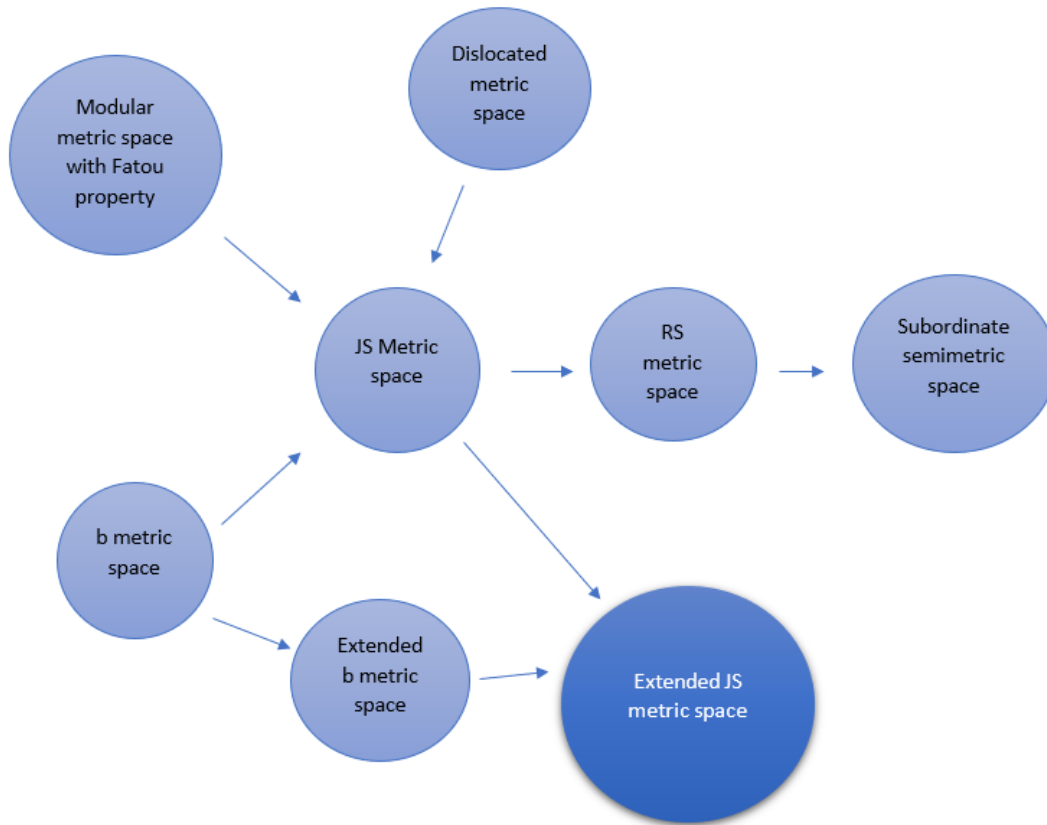 Modular
metric space
with Fatou
property
Dislocated
metric
space
JS Metric
space
RS
metric
space
Subordinate
semimetric
space
b metric
space
Extended
b metric
space
Extended JS
metric space